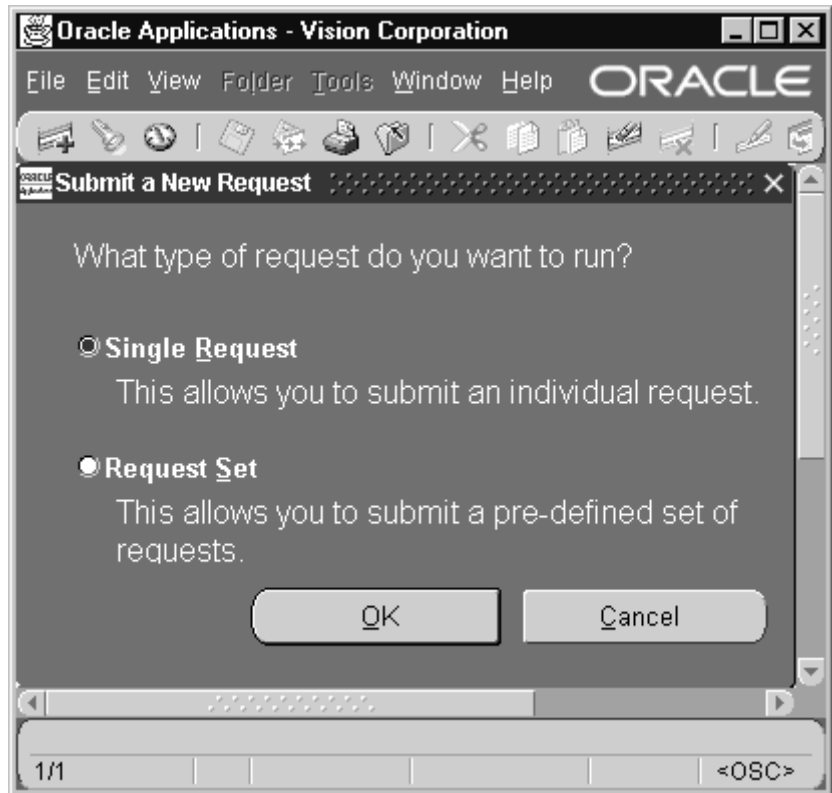 Oracle Applications - Vision Corporation
File Edit View Folder Tools Window Help ORACLE
Submit a New Request
What type of request do you want to run?
Single Request
This allows you to submit an individual request.
Request Set
This allows you to submit a pre-defined set of
requests.
OK Cancel
1/1 <OSC>